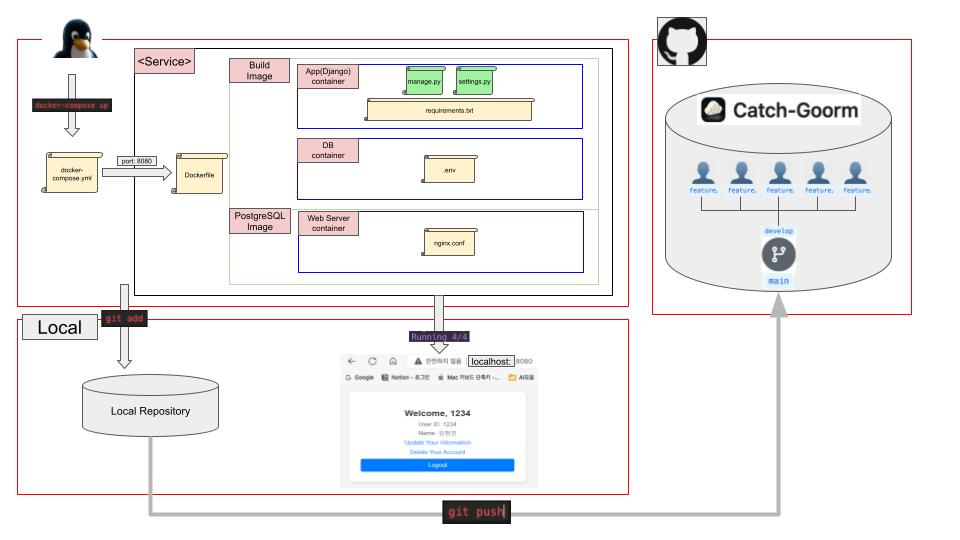 <Service>
docker-compose up
docker-
compose.yml
port: 8080
Dockerfile
Build
Image
App(Django)
container
manage.py
settings.py
requirements.txt
DB
container
.env
PostgreSQL
Image
Web Server
container
nginx.conf
Catch-Goorm
feature.
feature.
feature.
feature.
feature.
develop
main
Local
git add
Local Repository
Running 4/4
안전하지 않음
localhost: 8080
Google
Notion - 로그인
Mac 키보드 단축키 -...
AI모음
Welcome, 1234
User ID: 1234
Update Your Information
Delete Your Account
Logout
git push